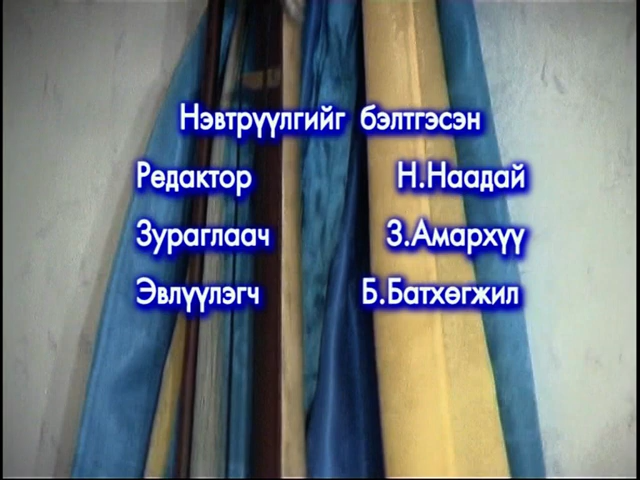 Нэвтрүүлгийг бэлтгэсэн
Редактор Н.Наадай
Зураглаач З.Амархүү
Эвлүүлэгч Б.Батхөгжил